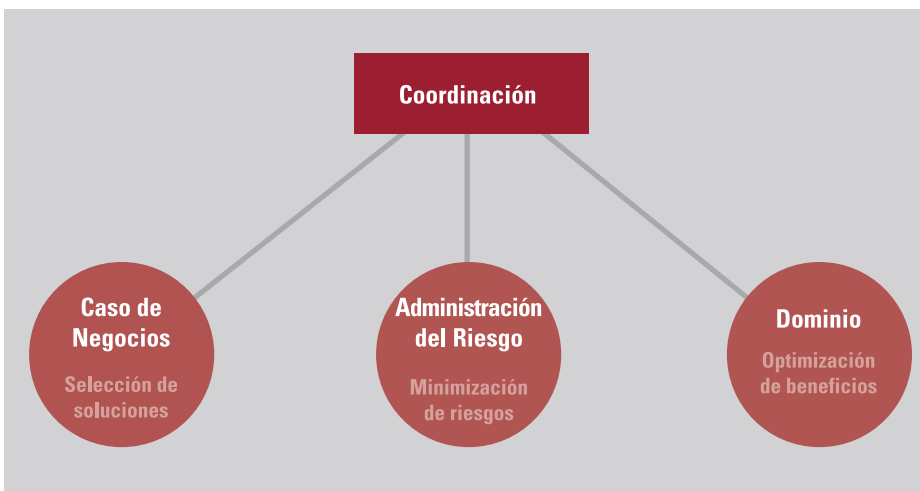 Coordinación
Caso de
Negocios
Selección de
soluciones
Administración
del Riesgo
Minimización
de riesgos
Dominio
Optimización
de beneficios